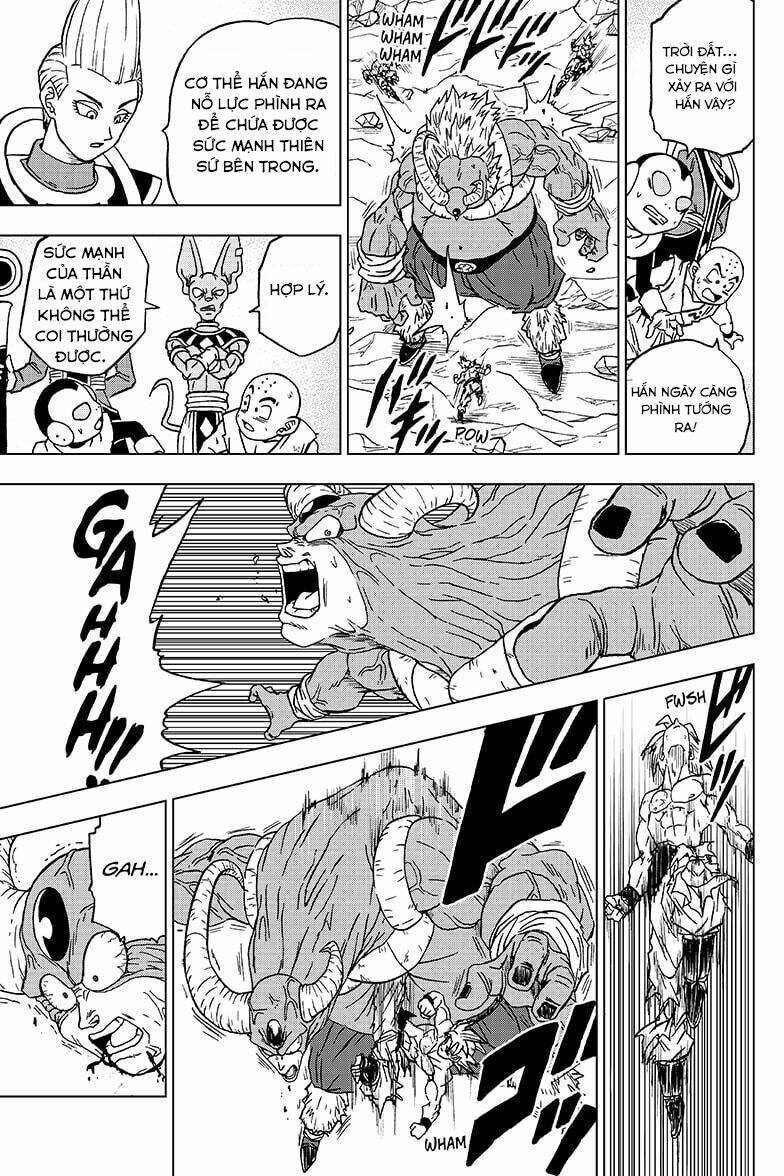 TRỜI ĐẤT...
CHUYỆN GÌ
XẢY RA VỚI
HẮN VẬY?
HẮN NGÀY CÀNG
PHÌNH TƯỚNG
RA!
WHAM
WHAM
WHAM
POW
CƠ THỂ HẮN ĐANG
NỖ LỰC PHÌNH RA
ĐỂ CHỨA ĐƯỢC
SỨC MẠNH THIÊN
SỨ BÊN TRONG.
HỢP LÝ.
SỨC MẠNH
CỦA THẦN
LÀ MỘT THỨ
KHÔNG THỂ
COI THƯỜNG
ĐƯỢC.
GAHHH!!
FWSH
WHAM
GAH...